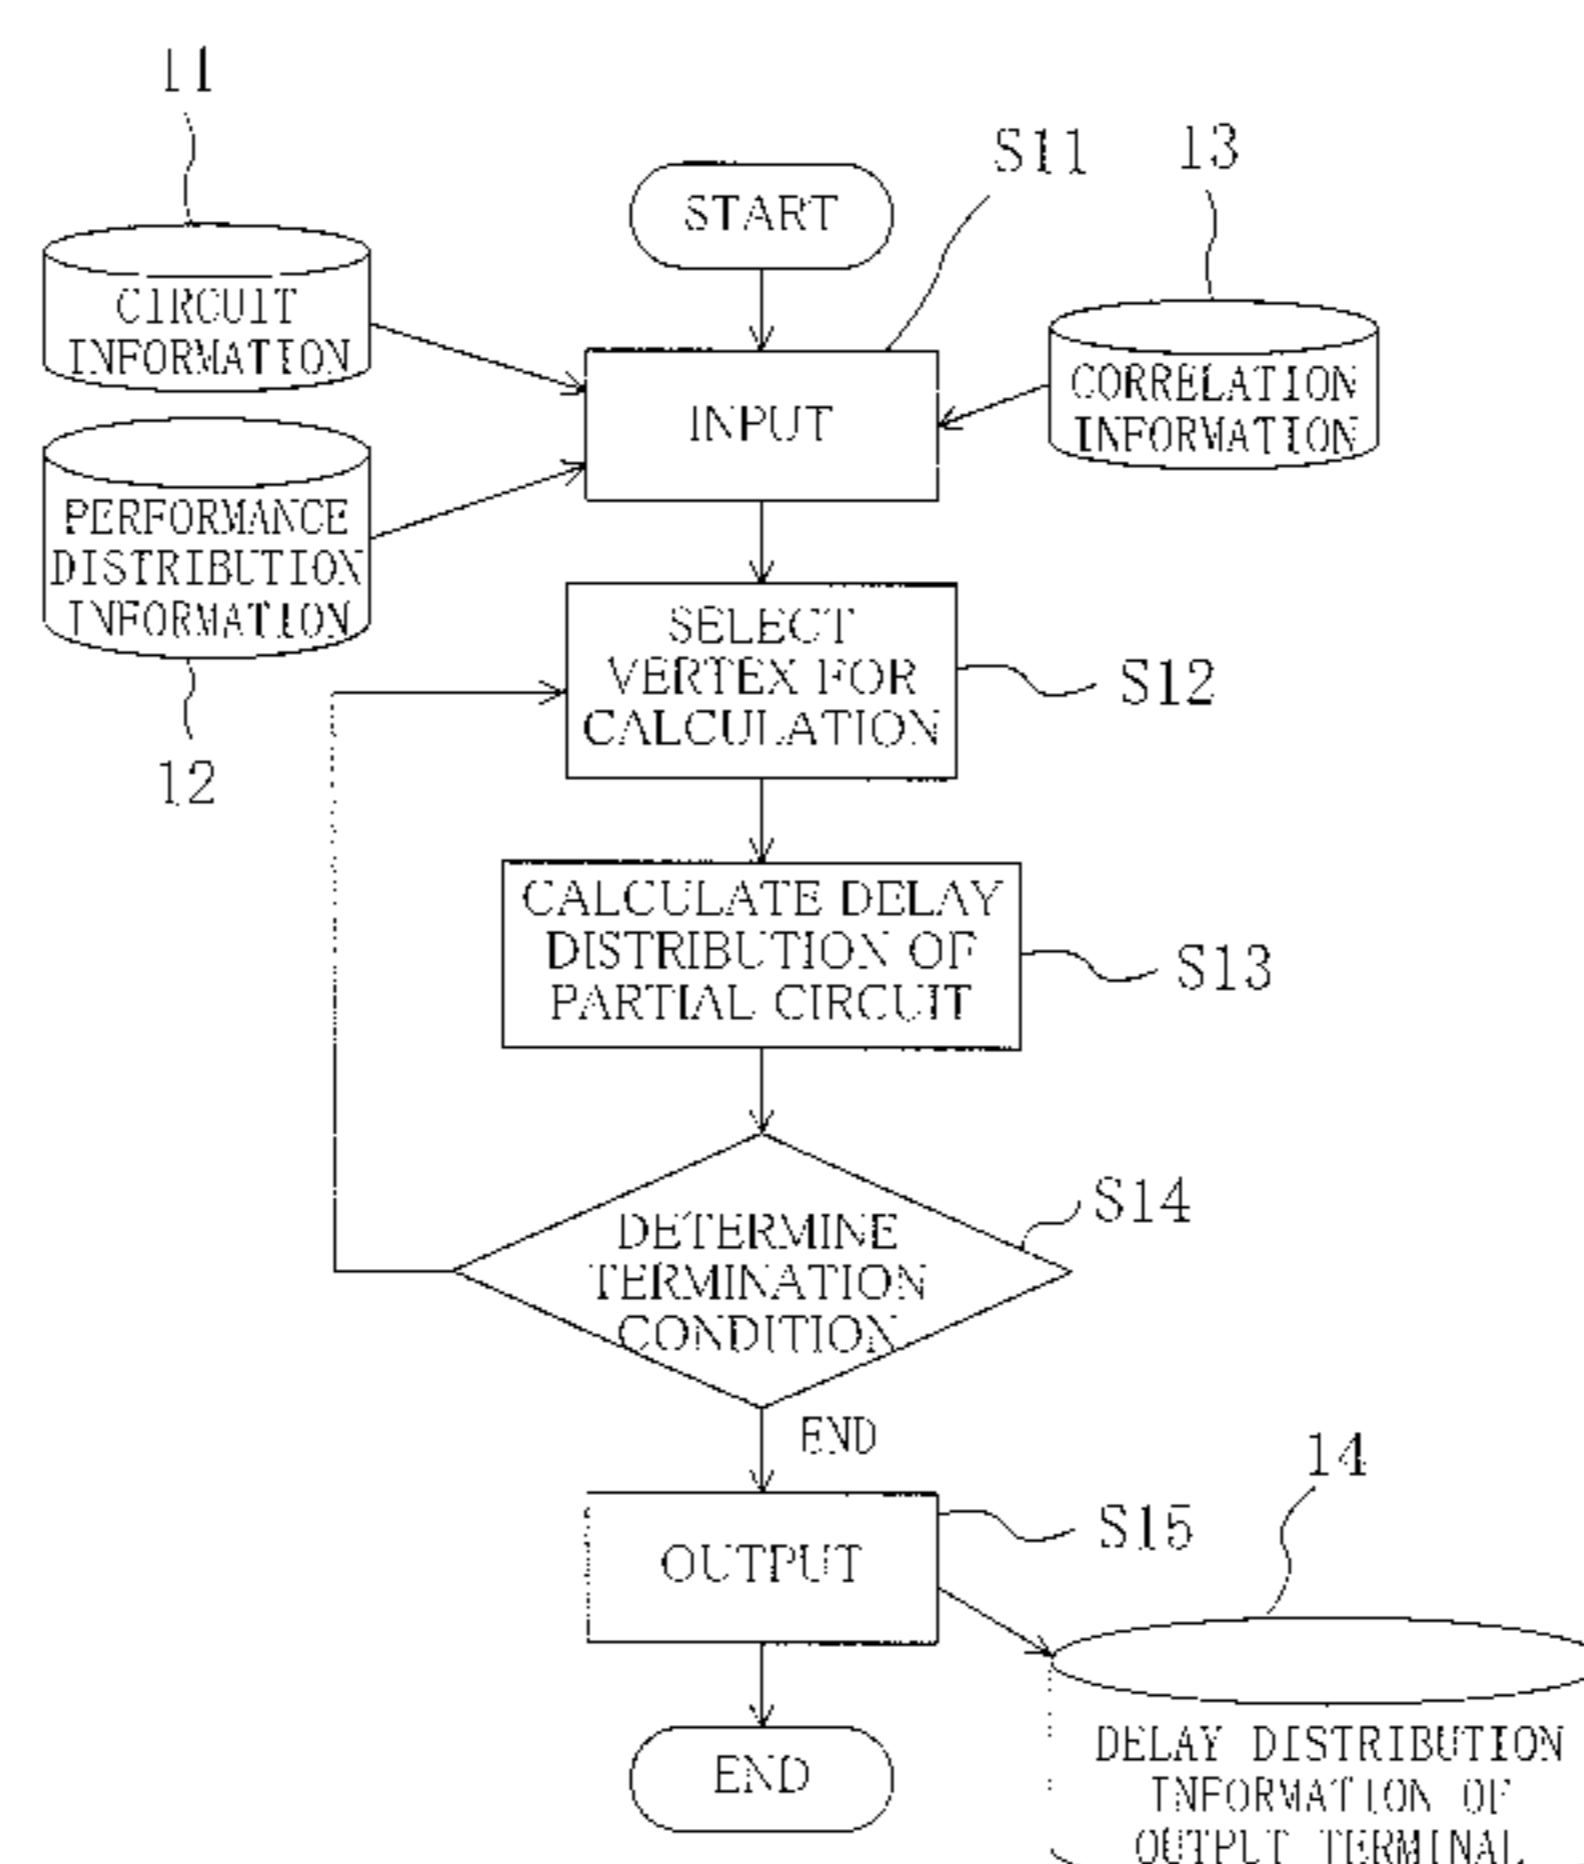 11
START
S11
13
CIRCUIT
INFORMATION
INPUT
CORRELATION
INFORMATION
PERFORMANCE
DISTRIBUTION
INFORMATION
12
SELECT
VERTEX FOR
CALCULATION
S12
CALCULATE DELAY
DISTRIBUTION OF
PARTIAL CIRCUIT
S13
DETERMINE
TERMINATION
CONDITION
S14
END
OUTPUT
S15
14
END
DELAY DISTRIBUTION
INFORMATION OF
OUTPUT TERMINAL